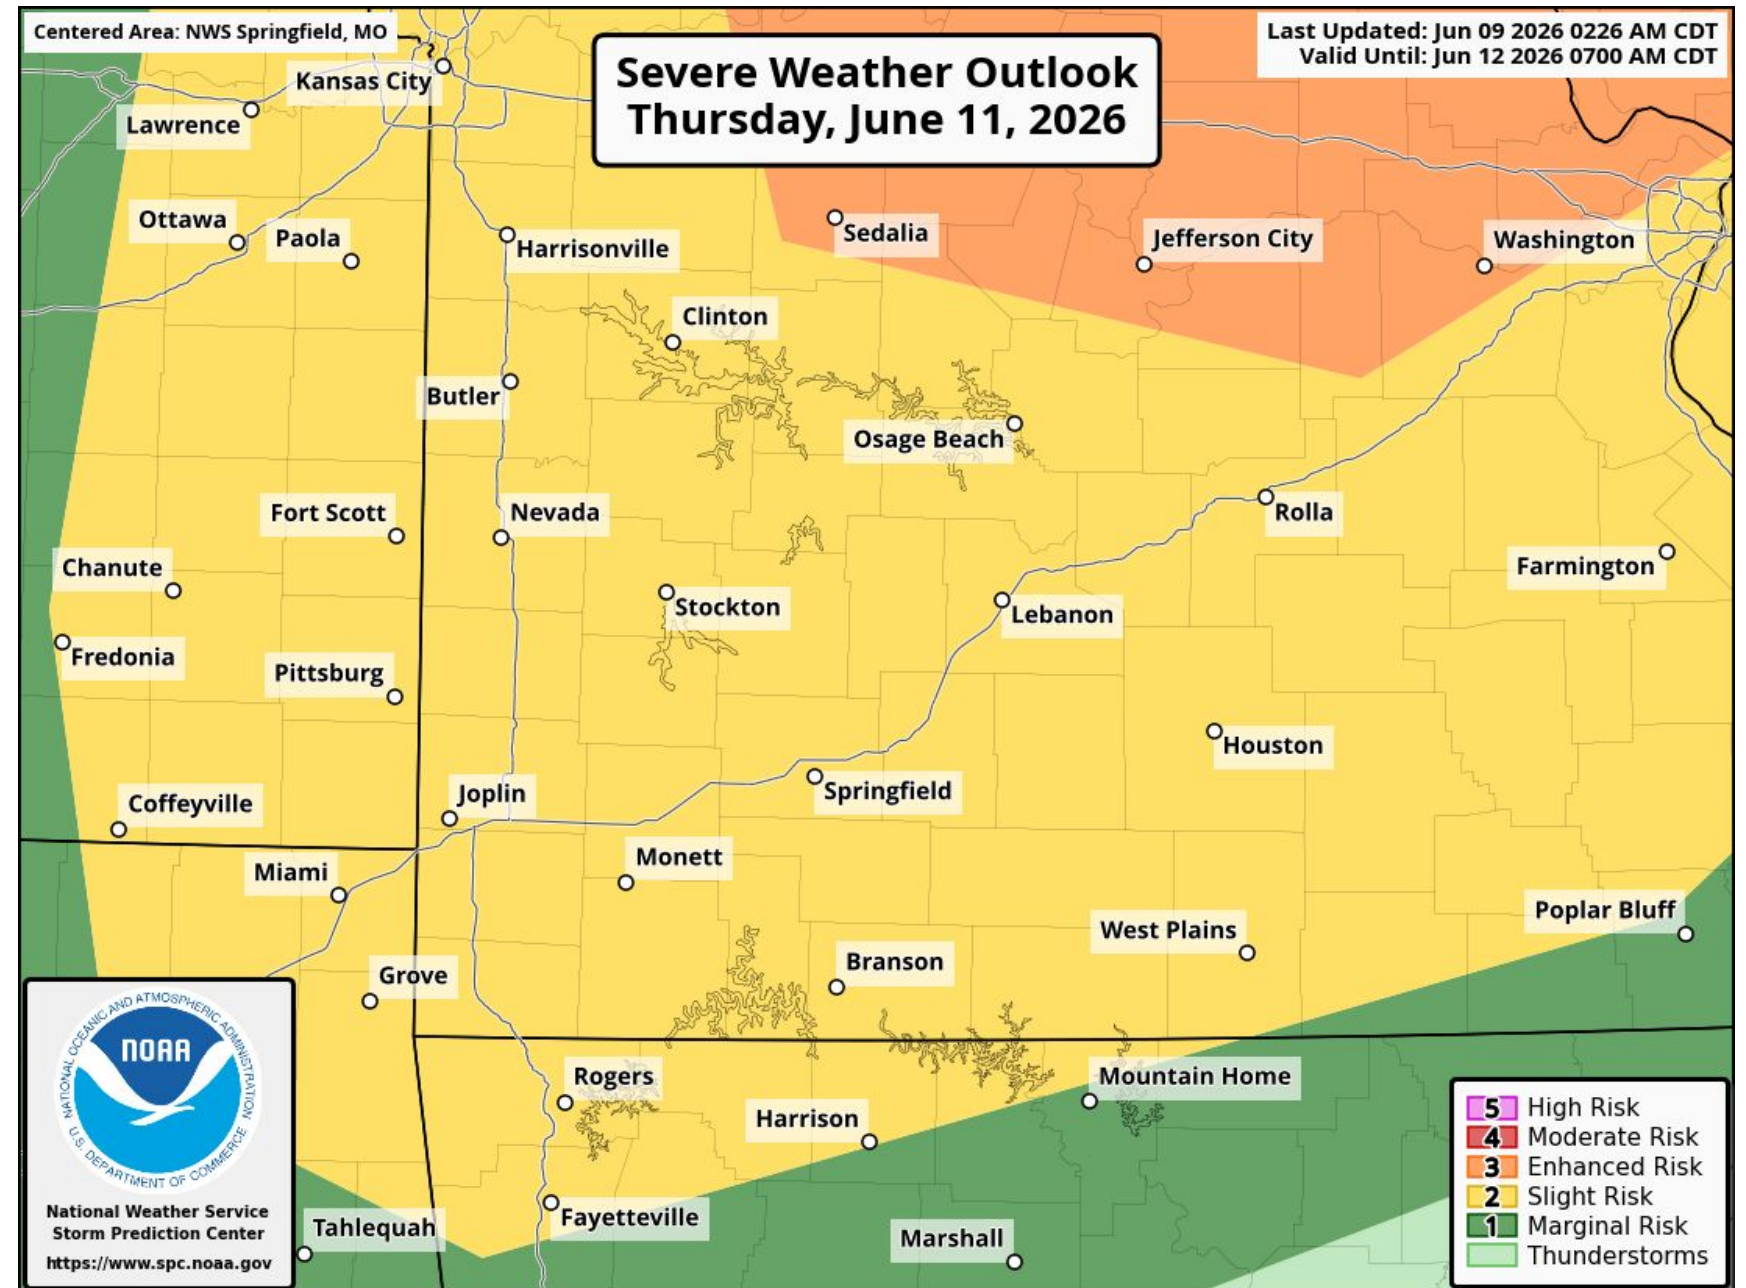 Centered Area: NWS Springfield, MO
Last Updated: Jun 09 2026 0226 AM CDT
Valid Until: Jun 12 2026 0700 AM CDT
Severe Weather Outlook
Thursday, June 11, 2026
Kansas City
Lawrence
Ottawa
Paola
Harrisonville
Sedalia
Jefferson City
Washington
Clinton
Butler
Osage Beach
Fort Scott
Nevada
Rolla
Chanute
Farmington
Stockton
Lebanon
Fredonia
Pittsburg
Houston
Coffeyville
Joplin
Springfield
Miami
Monett
Poplar Bluff
West Plains
Grove
Branson
Rogers
Mountain Home
Harrison
Tahlequah
Fayetteville
Marshall
NATIONAL OCEANIC AND ATMOSPHERIC ADMINISTRATION
NOAA
U.S. DEPARTMENT OF COMMERCE
National Weather Service
Storm Prediction Center
https://www.spc.noaa.gov
5 High Risk
4 Moderate Risk
3 Enhanced Risk
2 Slight Risk
1 Marginal Risk
Thunderstorms